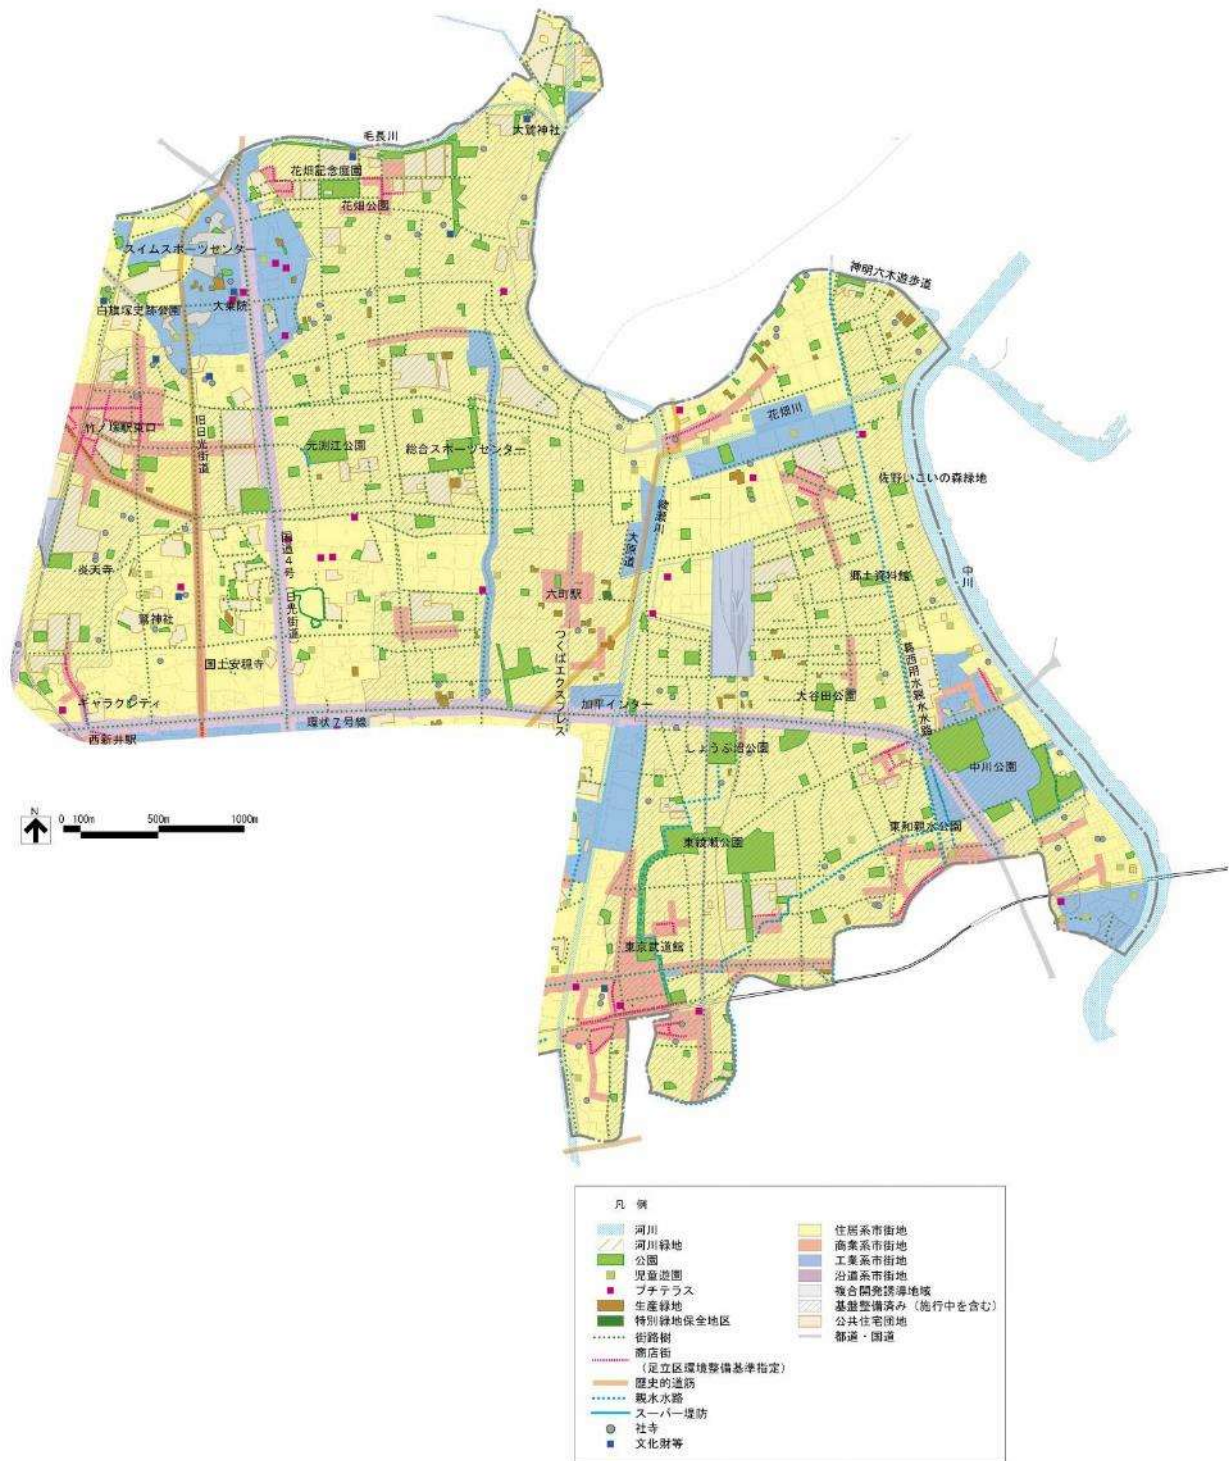 大鷲神社
毛長川
花畑記念庭園
花畑公園
スイムスポーツセンター
神明六木遊歩道
白旗塚史跡公園
大乗院
花畑川
竹ノ塚駅東口
旧日光街道
元渕江公園
総合スポーツセンター
佐野いこいの森緑地
綾瀬川
大原道
国道4号 日光街道
炎天寺
六町駅
郷土資料館
中川
鷲神社
つくばエクスプレス
国土安穏寺
葛西用水親水水路
ギャラクシティ
加平インター
大谷田公園
環状7号線
西新井駅
しょうぶ沼公園
中川公園
N
0 100m 500m 1000m
東綾瀬公園
東和親水公園
東京武道館
凡 例
河川
河川緑地
公園
児童遊園
プチテラス
生産緑地
特別緑地保全地区
街路樹
商店街
(足立区環境整備基準指定)
歴史的道筋
親水水路
スーパー堤防
社寺
文化財等
住居系市街地
商業系市街地
工業系市街地
沿道系市街地
複合開発誘導地域
基盤整備済み (施行中を含む)
公共住宅団地
都道・国道